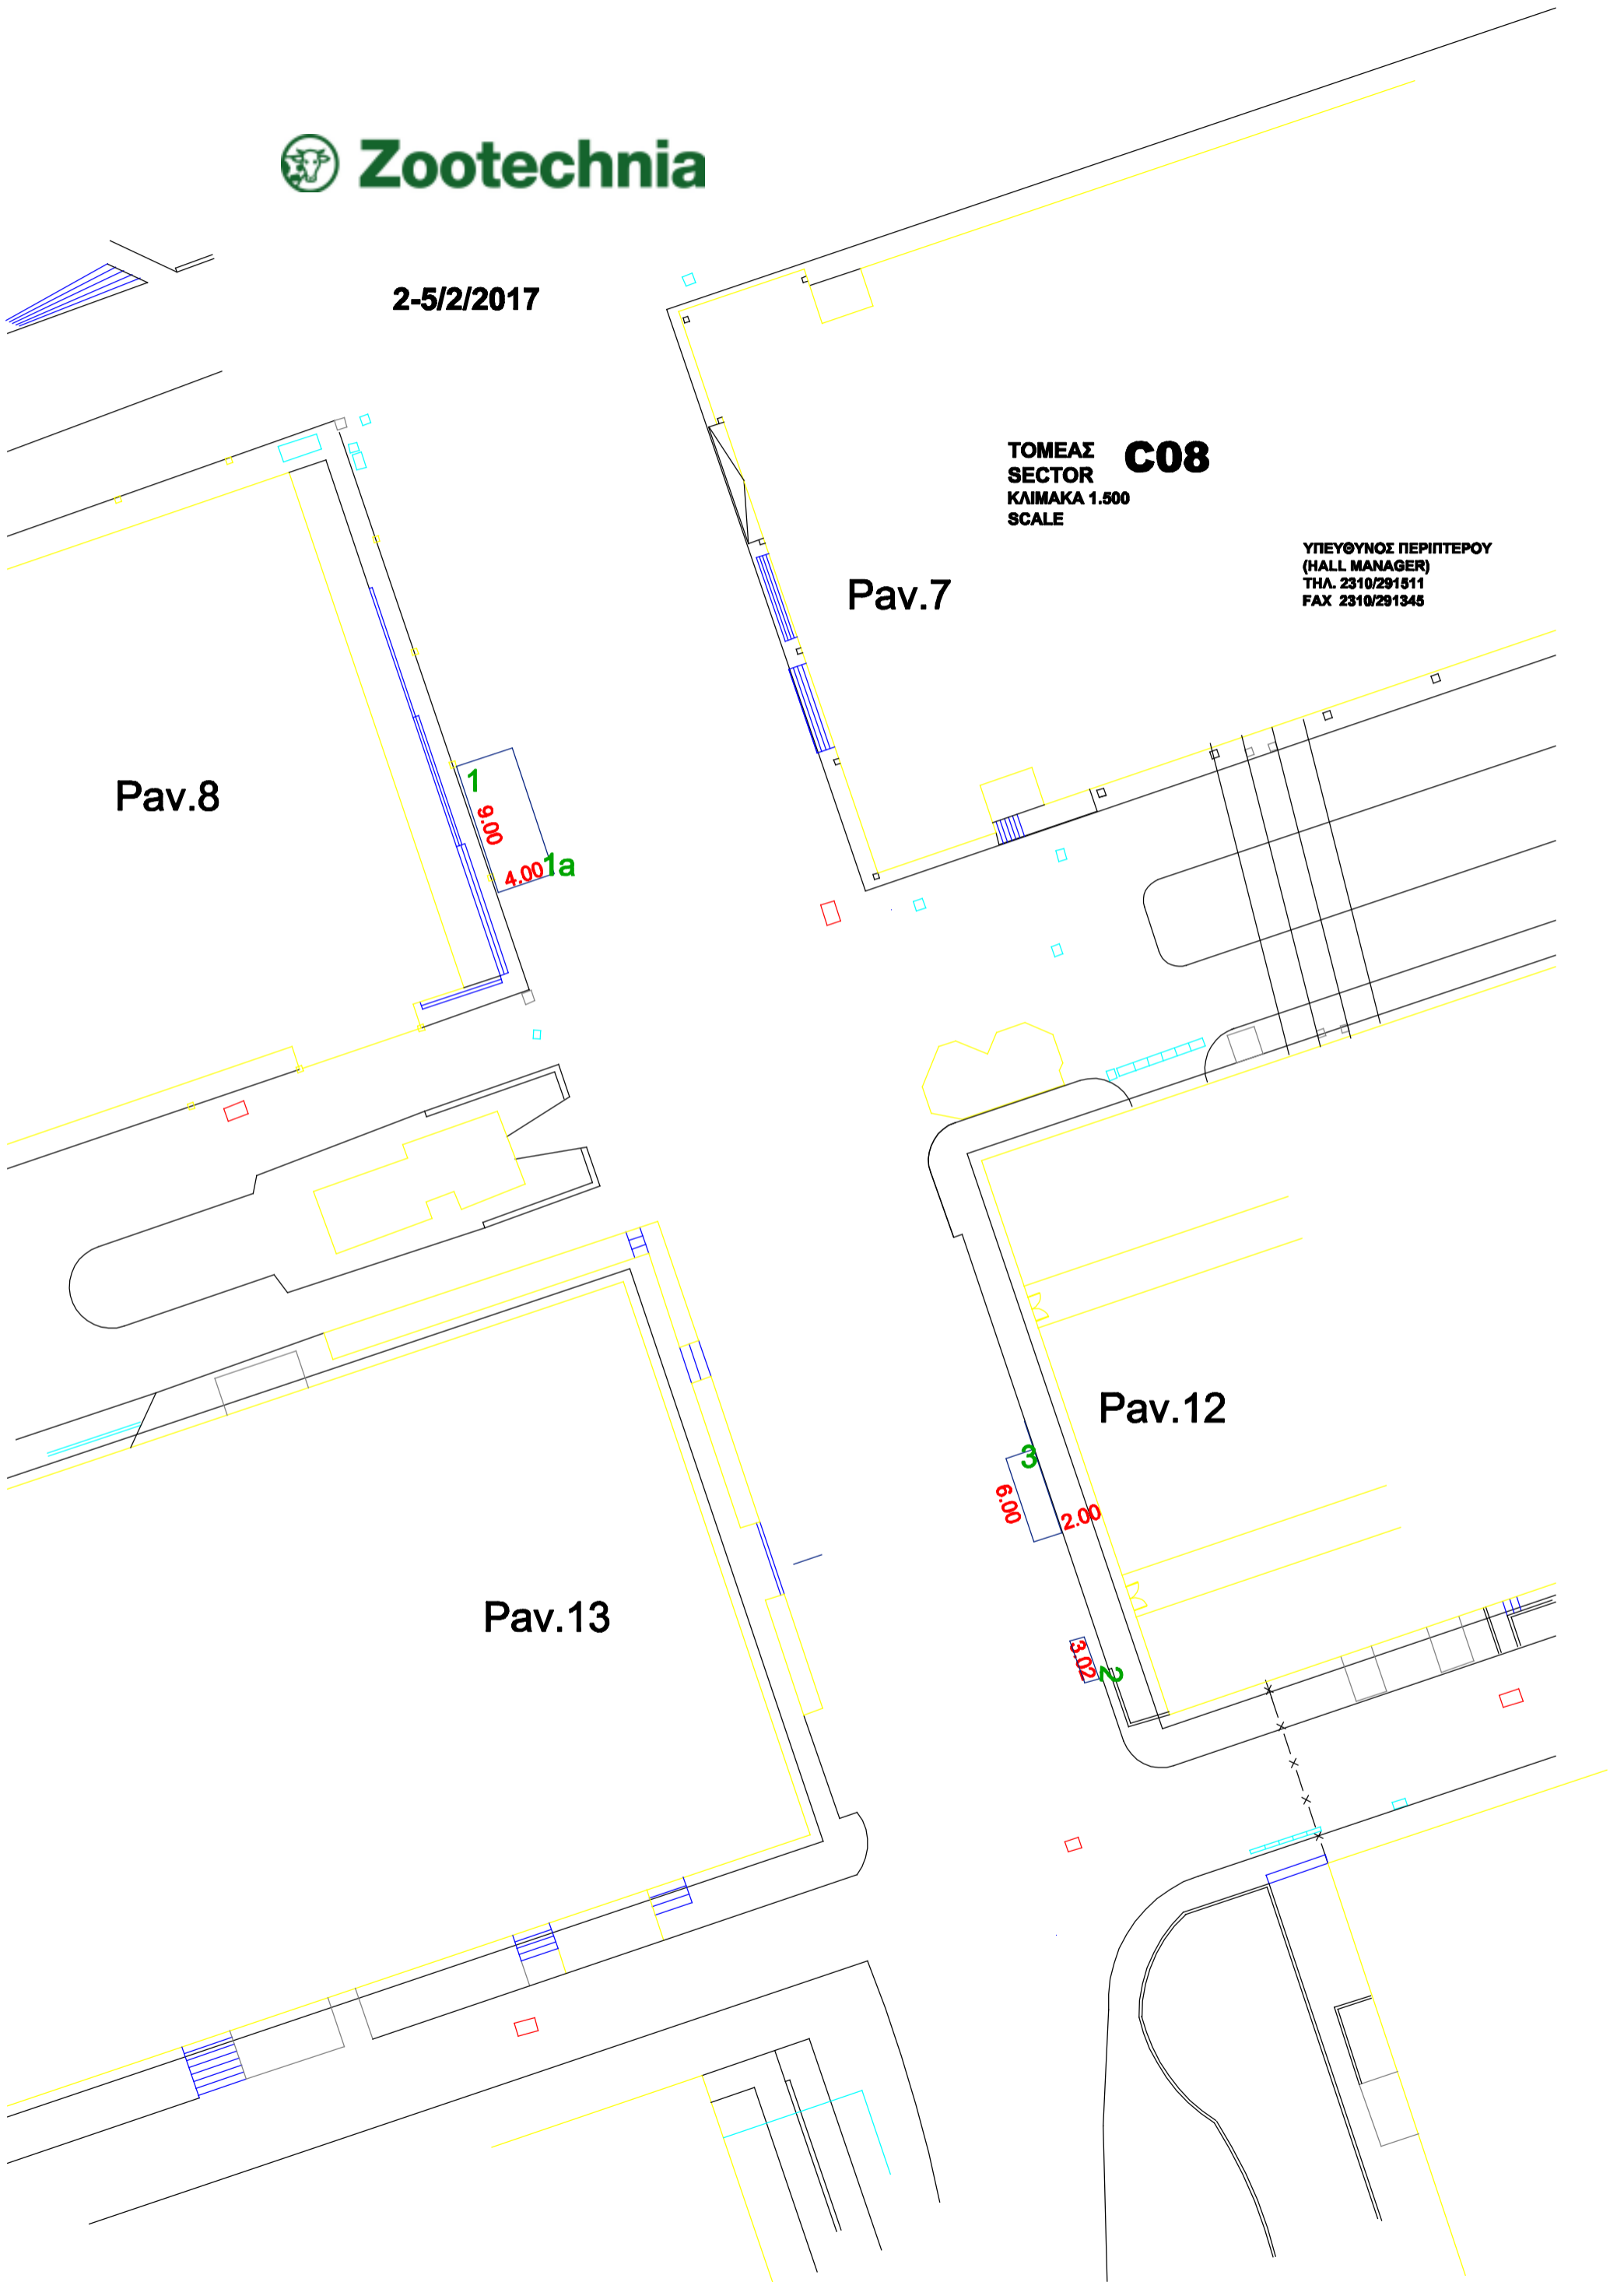 Zootechnia
2-5/2/2017
ΤΟΜΕΑΣ C08
SECTOR
ΚΛΙΜΑΚΑ 1.500
SCALE
ΥΠΕΥΘΥΝΟΣ ΠΕΡΙΠΤΕΡΟΥ
(HALL MANAGER)
ΤΗΛ. 2310/291511
FAX 2310/291345
Pav.7
Pav.8
1
9.00
4.00
1a
Pav.12
3
6.00
2.00
Pav.13
3.02
2